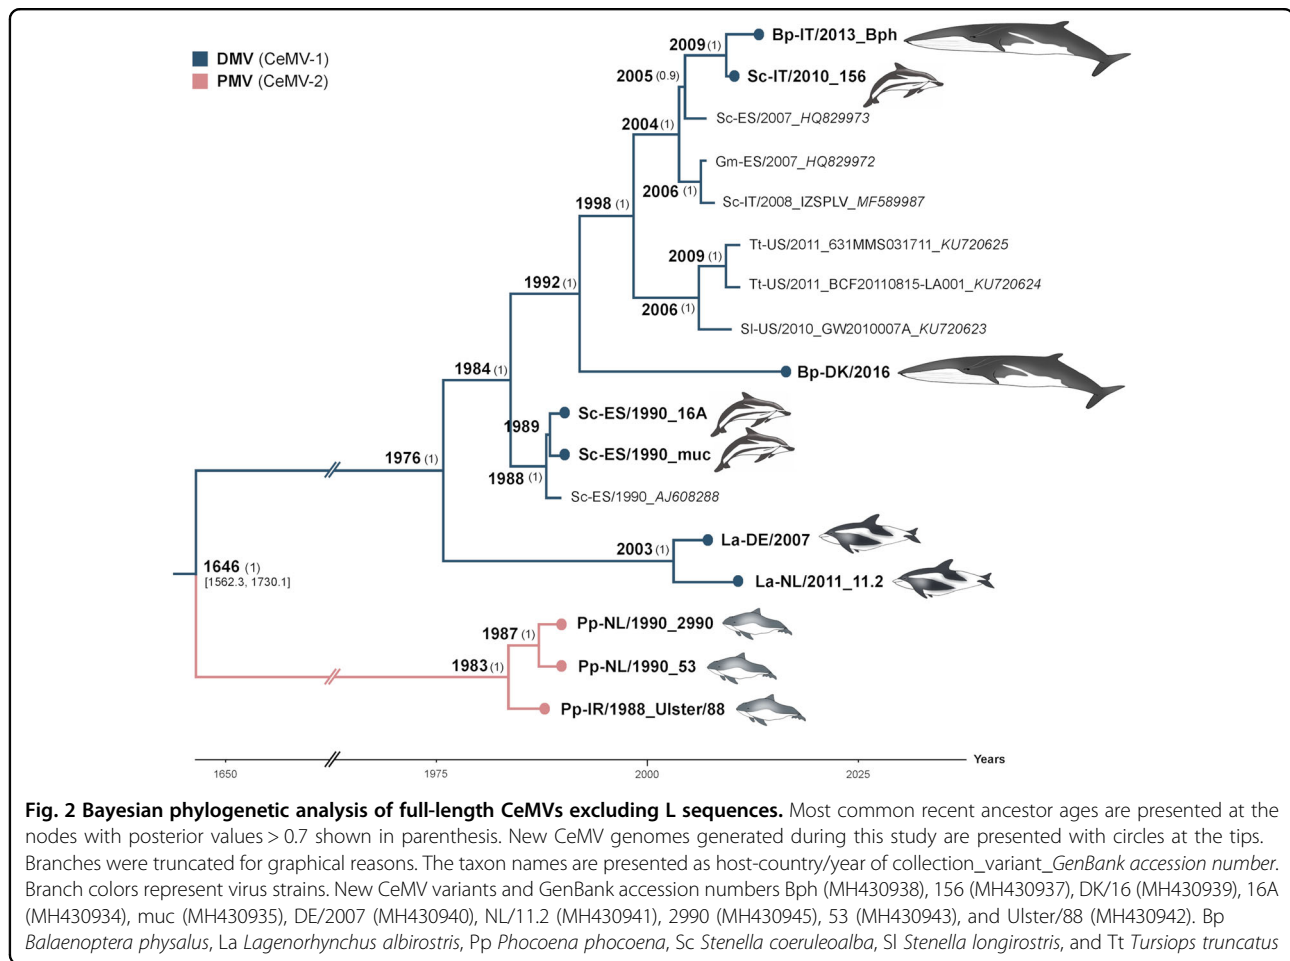 DMV (CeMV-1)
PMV (CeMV-2)
2009 (1)
Bp-IT/2013_Bph
Sc-IT/2010_156
2005 (0.9)
Sc-ES/2007_HQ829973
2004 (1)
Gm-ES/2007_HQ829972
2006 (1)
Sc-IT/2008_IZSPLV_MF589987
1998 (1)
Tt-US/2011_631MMS031711_KU720625
2009 (1)
Tt-US/2011_BCF20110815-LA001_KU720624
1992 (1)
2006 (1)
Sl-US/2010_GW2010007A_KU720623
1984 (1)
Bp-DK/2016
Sc-ES/1990_16A
1989
Sc-ES/1990_muc
1976 (1)
1988 (1)
Sc-ES/1990_AJ608288
La-DE/2007
2003 (1)
La-NL/2011_11.2
1646 (1)
[1562.3, 1730.1]
Pp-NL/1990_2990
1987 (1)
1983 (1)
Pp-NL/1990_53
Pp-IR/1988_Ulster/88
Years
1650 1975 2000 2025
Fig. 2 Bayesian phylogenetic analysis of full-length CeMVs excluding L sequences. Most common recent ancestor ages are presented at the
nodes with posterior values > 0.7 shown in parenthesis. New CeMV genomes generated during this study are presented with circles at the tips.
Branches were truncated for graphical reasons. The taxon names are presented as host-country/year of collection_variant_GenBank accession number.
Branch colors represent virus strains. New CeMV variants and GenBank accession numbers Bph (MH430938), 156 (MH430937), DK/16 (MH430939), 16A
(MH430934), muc (MH430935), DE/2007 (MH430940), NL/11.2 (MH430941), 2990 (MH430945), 53 (MH430943), and Ulster/88 (MH430942). Bp
Balaenoptera physalus, La Lagenorhynchus albirostris, Pp Phocoena phocoena, Sc Stenella coeruleoalba, Sl Stenella longirostris, and Tt Tursiops truncatus